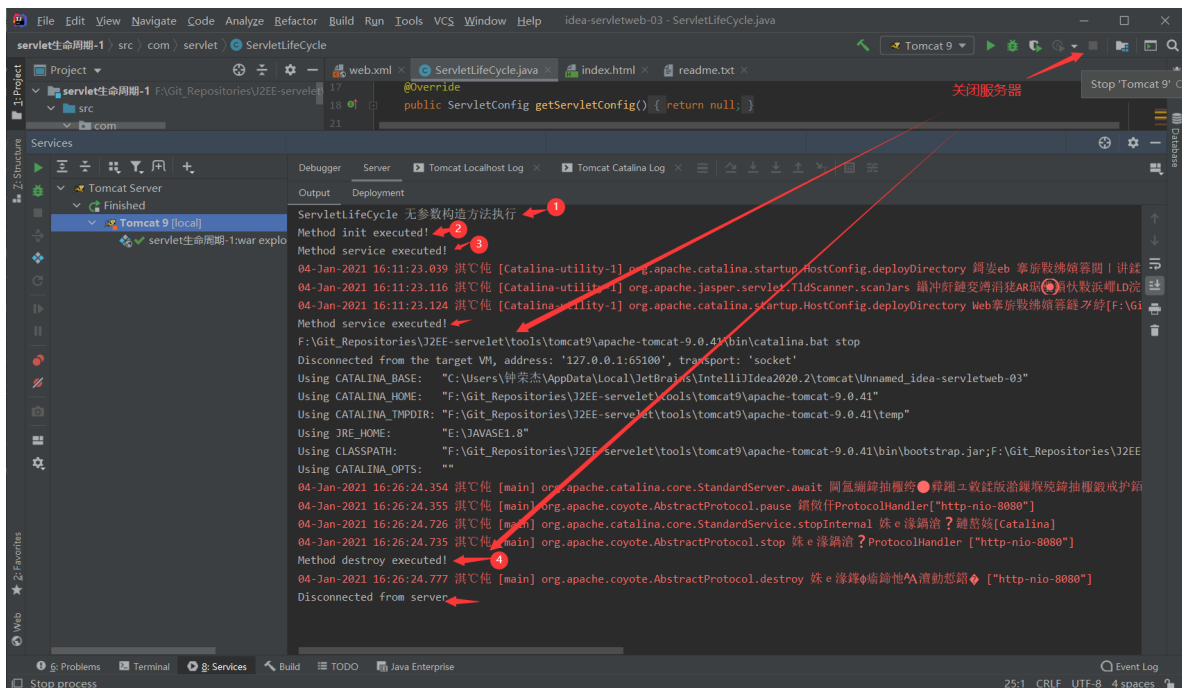 File Edit View Navigate Code Analyze Refactor Build Run Tools VCS Window Help idea-servletweb-03 - ServletLifeCycle.java
servlet生命周期-1 src com servlet ServletLifeCycle
Tomcat 9
Project
web.xml
ServletLifeCycle.java
index.html
readme.txt
关闭服务器
Stop 'Tomcat 9'
1: Project
servlet生命周期-1 F:\Git_Repositories\J2EE-servelet\
src
com
17 @Override
18 public ServletConfig getServletConfig() { return null; }
21
Database
Services
Z: Structure
Debugger Server Tomcat Localhost Log Tomcat Catalina Log
Output Deployment
Tomcat Server
Finished
Tomcat 9 [local]
servlet生命周期-1:war explo
ServletLifeCycle 无参数构造方法执行 1
Method init executed! 2
Method service executed! 3
04-Jan-2021 16:11:23.039 [Catalina-utility-1] org.apache.catalina.startup.HostConfig.deployDirectory
04-Jan-2021 16:11:23.116 [Catalina-utility-1] org.apache.jasper.servlet.TldScanner.scanJars
04-Jan-2021 16:11:23.124 [Catalina-utility-1] org.apache.catalina.startup.HostConfig.deployDirectory Web [F:\Gi
Method service executed!
F:\Git_Repositories\J2EE-servelet\tools\tomcat9\apache-tomcat-9.0.41\bin\catalina.bat stop
Disconnected from the target VM, address: '127.0.0.1:65100', transport: 'socket'
Using CATALINA_BASE: "C:\Users\钟荣杰\AppData\Local\JetBrains\IntelliJIdea2020.2\tomcat\Unnamed_idea-servletweb-03"
Using CATALINA_HOME: "F:\Git_Repositories\J2EE-servelet\tools\tomcat9\apache-tomcat-9.0.41"
Using CATALINA_TMPDIR: "F:\Git_Repositories\J2EE-servelet\tools\tomcat9\apache-tomcat-9.0.41\temp"
Using JRE_HOME: "E:\JAVASE1.8"
Using CLASSPATH: "F:\Git_Repositories\J2EE-servelet\tools\tomcat9\apache-tomcat-9.0.41\bin\bootstrap.jar;F:\Git_Repositories\J2EE
Using CATALINA_OPTS: ""
04-Jan-2021 16:26:24.354 [main] org.apache.catalina.core.StandardServer.await
04-Jan-2021 16:26:24.355 [main] org.apache.coyote.AbstractProtocol.pause ProtocolHandler["http-nio-8080"]
04-Jan-2021 16:26:24.726 [main] org.apache.catalina.core.StandardService.stopInternal [Catalina]
04-Jan-2021 16:26:24.735 [main] org.apache.coyote.AbstractProtocol.stop ProtocolHandler ["http-nio-8080"]
Method destroy executed! 4
04-Jan-2021 16:26:24.777 [main] org.apache.coyote.AbstractProtocol.destroy ["http-nio-8080"]
Disconnected from server
2: Favorites
Web
6: Problems Terminal 8: Services Build TODO Java Enterprise Event Log
Stop process 25:1 CRLF UTF-8 4 spaces